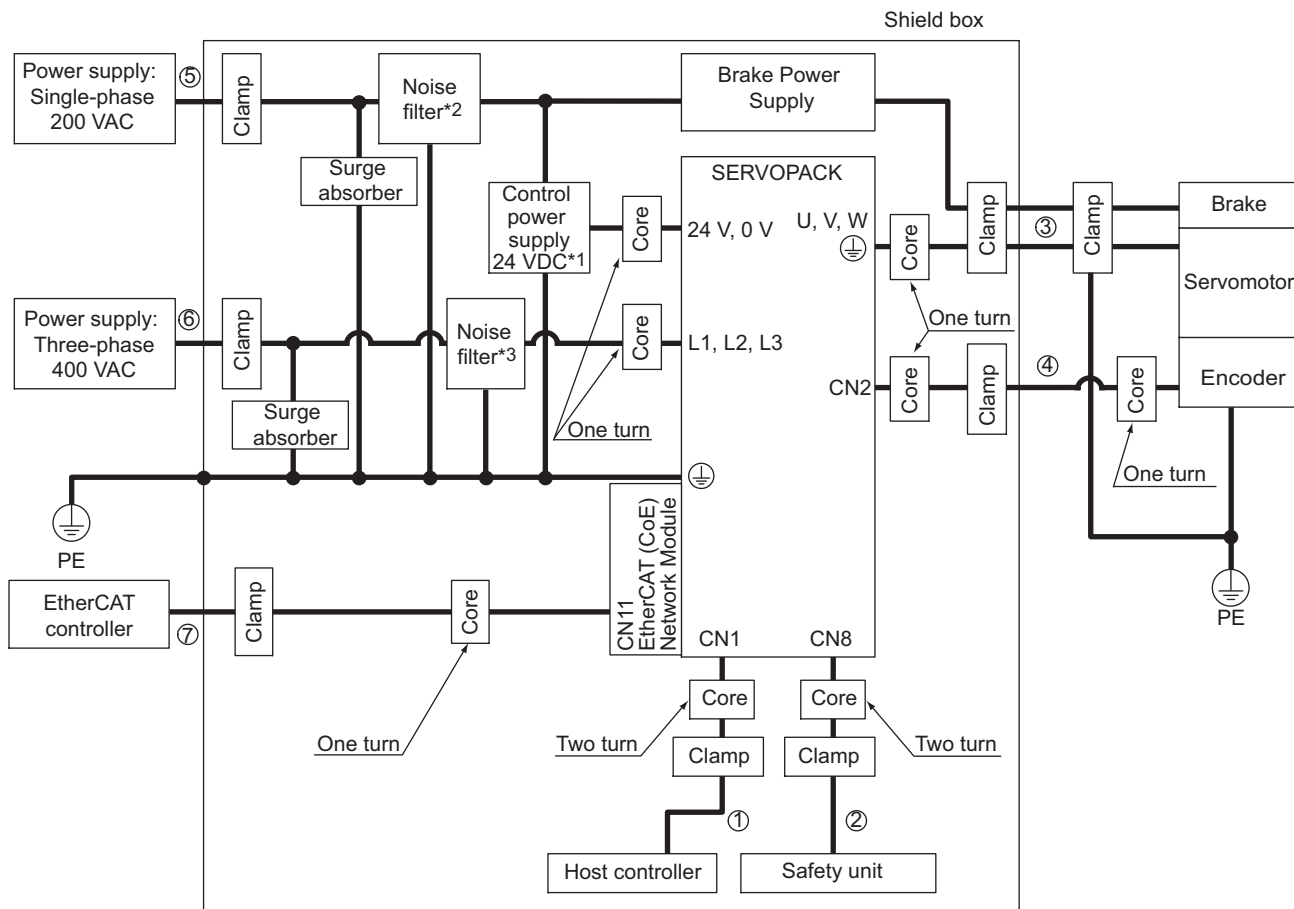 Shield box
Power supply:
Single-phase
200 VAC
⑤
Clamp
Noise
filter*2
Brake Power
Supply
Surge
absorber
Control
power
supply
24 VDC*1
Core
SERVOPACK
24 V, 0 V
U, V, W
Core
Clamp
③
Clamp
Brake
Servomotor
Power supply:
Three-phase
400 VAC
⑥
Clamp
Noise
filter*3
Core
L1, L2, L3
One turn
CN2
Core
Clamp
④
Core
Encoder
Surge
absorber
One turn
One turn
PE
PE
EtherCAT
controller
⑦
Clamp
Core
CN11
EtherCAT (CoE)
Network Module
CN1
CN8
Core
Core
One turn
Two turn
Clamp
Clamp
Two turn
①
②
Host controller
Safety unit